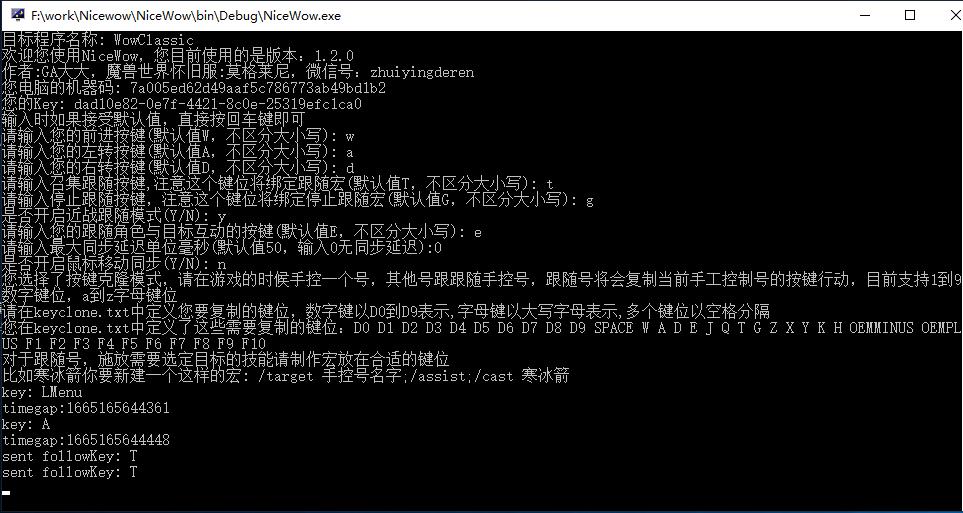 F:\work\Nicewow\NiceWow\bin\Debug\NiceWow.exe
目标程序名称: WowClassic
欢迎您使用NiceWow, 您目前使用的是版本：1.2.0
作者:GA大大, 魔兽世界怀旧服:莫格莱尼, 微信号：zhuiyingderen
您电脑的机器码: 7a005ed62d49aaf5c786773ab49bd1b2
您的Key: dad10e82-0e7f-4421-8c0e-25319efc1ca0
输入时如果接受默认值, 直接按回车键即可
请输入您的前进按键(默认值W, 不区分大小写): w
请输入您的左转按键(默认值A, 不区分大小写): a
请输入您的右转按键(默认值D, 不区分大小写): d
请输入召集跟随按键,注意这个键位将绑定跟随宏(默认值T, 不区分大小写): t
请输入停止跟随按键, 注意这个键位将绑定停止跟随宏(默认值G, 不区分大小写): g
是否开启近战跟随模式(Y/N): y
请输入您的跟随角色与目标互动的按键(默认值E, 不区分大小写): e
请输入最大同步延迟单位毫秒(默认值50, 输入0无同步延迟):0
是否开启鼠标移动同步(Y/N): n
您选择了按键克隆模式, 请在游戏的时候手控一个号, 其他号跟跟随手控号, 跟随号将会复制当前手工控制号的按键行动, 目前支持1到9
数字键位, a到z字母键位
请在keyclone.txt中定义您要复制的键位, 数字键以D0到D9表示,字母键以大写字母表示,多个键位以空格分隔
您在keyclone.txt中定义了这些需要复制的键位: D0 D1 D2 D3 D4 D5 D6 D7 D8 D9 SPACE W A D E J Q T G Z X Y K H OEMMINUS OEMPL
US F1 F2 F3 F4 F5 F6 F7 F8 F9 F10
对于跟随号, 施放需要选定目标的技能请制作宏放在合适的键位
比如寒冰箭你要新建一个这样的宏: /target 手控号名字;/assist;/cast 寒冰箭
key: LMenu
timegap:1665165644361
key: A
timegap:1665165644448
sent followKey: T
sent followKey: T